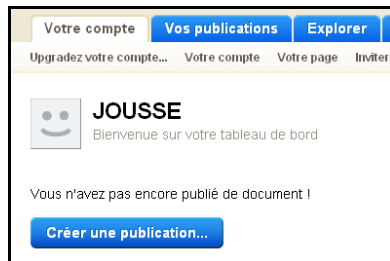 Votre compte Vos publications Explorer
Upgradez votre compte... Votre compte Votre page Inviter
JOUSSE
Bienvenue sur votre tableau de bord
Vous n'avez pas encore publié de document !
Créer une publication...